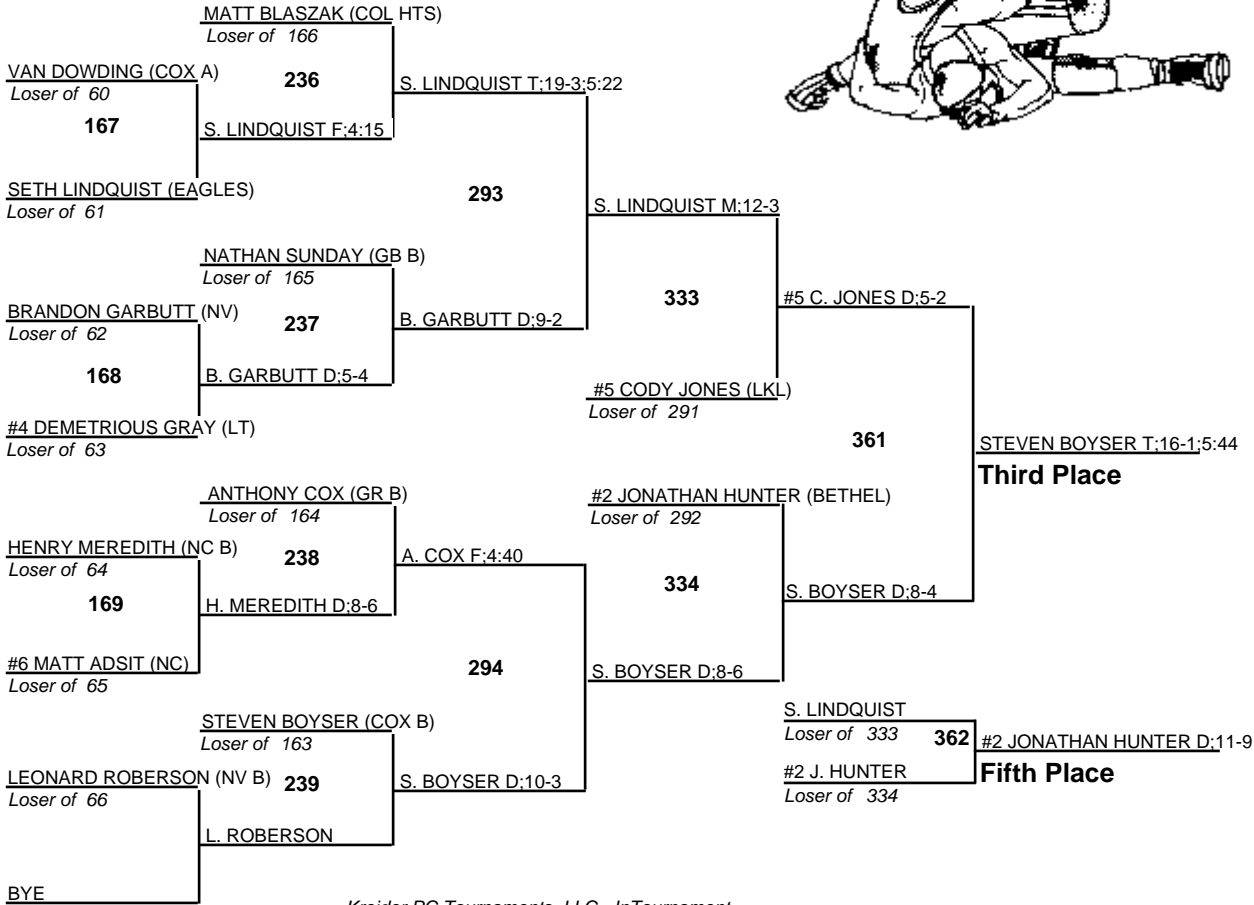 MATT BLASZAK (COL HTS)
Loser of 166
VAN DOWDING (COX A)
Loser of 60
236
S. LINDQUIST T;19-3;5:22
167
S. LINDQUIST F;4:15
SETH LINDQUIST (EAGLES)
Loser of 61
293
S. LINDQUIST M;12-3
NATHAN SUNDAY (GB B)
Loser of 165
BRANDON GARBUTT (NV)
Loser of 62
237
B. GARBUTT D;9-2
333
#5 C. JONES D;5-2
168
B. GARBUTT D;5-4
#5 CODY JONES (LKL)
Loser of 291
#4 DEMETRIOUS GRAY (LT)
Loser of 63
361
STEVEN BOYSER T;16-1;5:44
Third Place
ANTHONY COX (GR B)
Loser of 164
#2 JONATHAN HUNTER (BETHEL)
Loser of 292
HENRY MEREDITH (NC B)
Loser of 64
238
A. COX F;4:40
334
S. BOYSER D;8-4
169
H. MEREDITH D;8-6
#6 MATT ADSIT (NC)
Loser of 65
294
S. BOYSER D;8-6
STEVEN BOYSER (COX B)
Loser of 163
S. LINDQUIST
Loser of 333
362
#2 JONATHAN HUNTER D;11-9
Fifth Place
LEONARD ROBERSON (NV B)
Loser of 66
239
S. BOYSER D;10-3
#2 J. HUNTER
Loser of 334
L. ROBERSON
BYE
Kreider PC Tournaments, LLC - InTournament